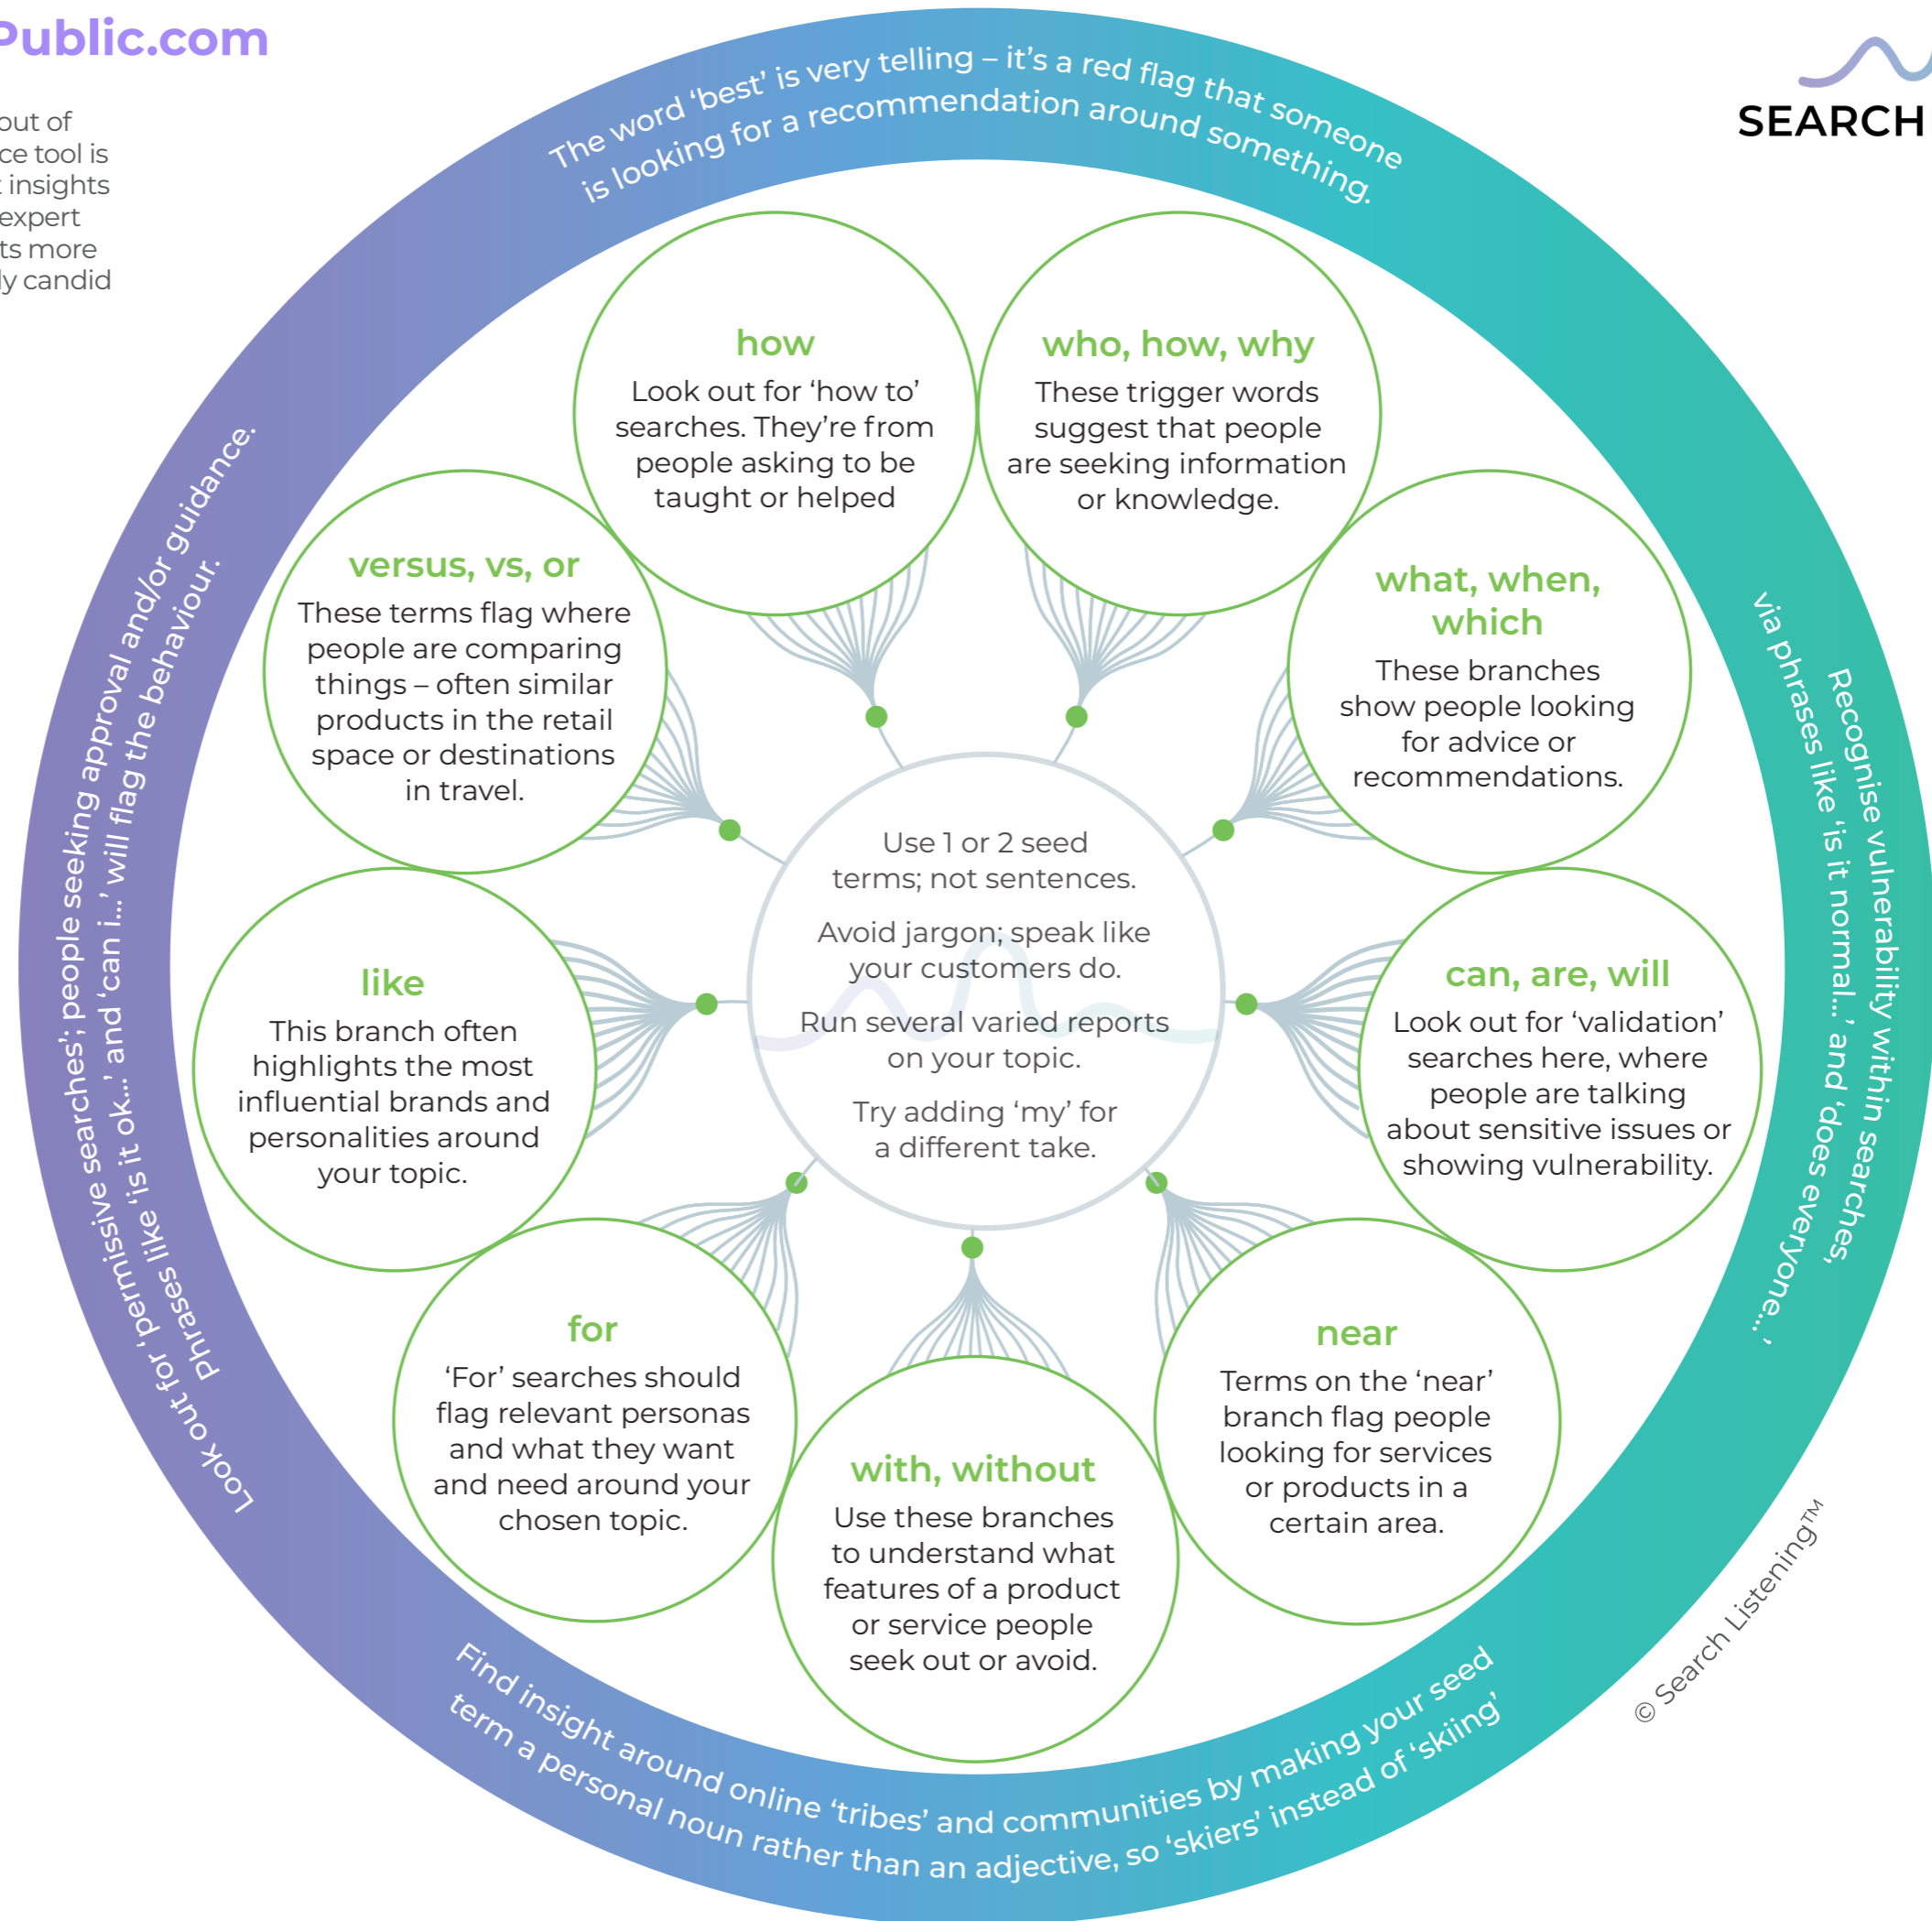 Public.com
out of
ce tool is
insights
expert
ts more
ly candid
SEARCH
The word ‘best’ is very telling – it’s a red flag that someone
is looking for a recommendation around something.
how
Look out for ‘how to’
searches. They’re from
people asking to be
taught or helped
who, how, why
These trigger words
suggest that people
are seeking information
or knowledge.
versus, vs, or
These terms flag where
people are comparing
things – often similar
products in the retail
space or destinations
in travel.
what, when,
which
These branches
show people looking
for advice or
recommendations.
Use 1 or 2 seed
terms; not sentences.
Avoid jargon; speak like
your customers do.
Run several varied reports
on your topic.
Try adding ‘my’ for
a different take.
like
This branch often
highlights the most
influential brands and
personalities around
your topic.
can, are, will
Look out for ‘validation’
searches here, where
people are talking
about sensitive issues or
showing vulnerability.
for
‘For’ searches should
flag relevant personas
and what they want
and need around your
chosen topic.
with, without
Use these branches
to understand what
features of a product
or service people
seek out or avoid.
near
Terms on the ‘near’
branch flag people
looking for services
or products in a
certain area.
Look out for ‘permissive searches’; people seeking approval and/or guidance.
Phrases like ‘is it ok...’ and ‘can i...’ will flag the behaviour.
Recognise vulnerability within searches,
via phrases like ‘is it normal...’ and ‘does everyone...’
Find insight around online ‘tribes’ and communities by making your seed
term a personal noun rather than an adjective, so ‘skiers’ instead of ‘skiing’
© Search Listening™